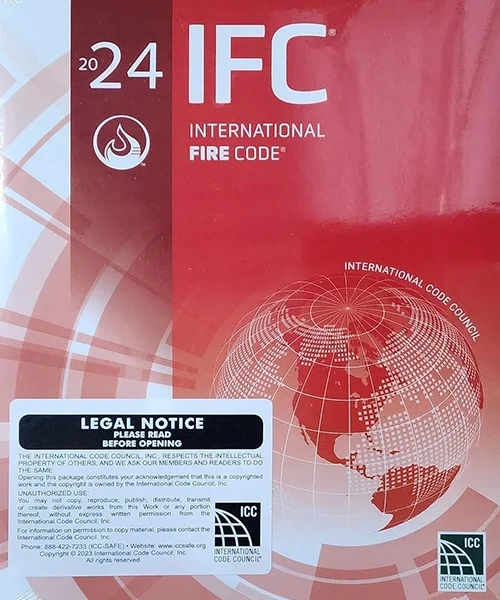 2024 IFC®
INTERNATIONAL
FIRE CODE®
™
INTERNATIONAL CODE COUNCIL
LEGAL NOTICE
PLEASE READ
BEFORE OPENING
THE INTERNATIONAL CODE COUNCIL, INC., RESPECTS THE INTELLECTUAL
PROPERTY OF OTHERS, AND WE ASK OUR MEMBERS AND READERS TO DO
THE SAME.
Opening this package constitutes your acknowledgement that this is a copyrighted
work and the copyright is owned by the International Code Council, Inc.
UNAUTHORIZED USE
You may not copy, reproduce, publish, distribute, transmit
or create derivative works from this Work or any portion
thereof, without express written permission from the
International Code Council, Inc.
For information on permission to copy material, please contact the
International Code Council, Inc.
Phone: 888-422-7233 (ICC-SAFE) • Website: www.iccsafe.org
Copyright © 2023 International Code Council, Inc.
All rights reserved.
ICC
INTERNATIONAL
CODE COUNCIL®
ICC
INTERNATIONAL
CODE COUNCIL®